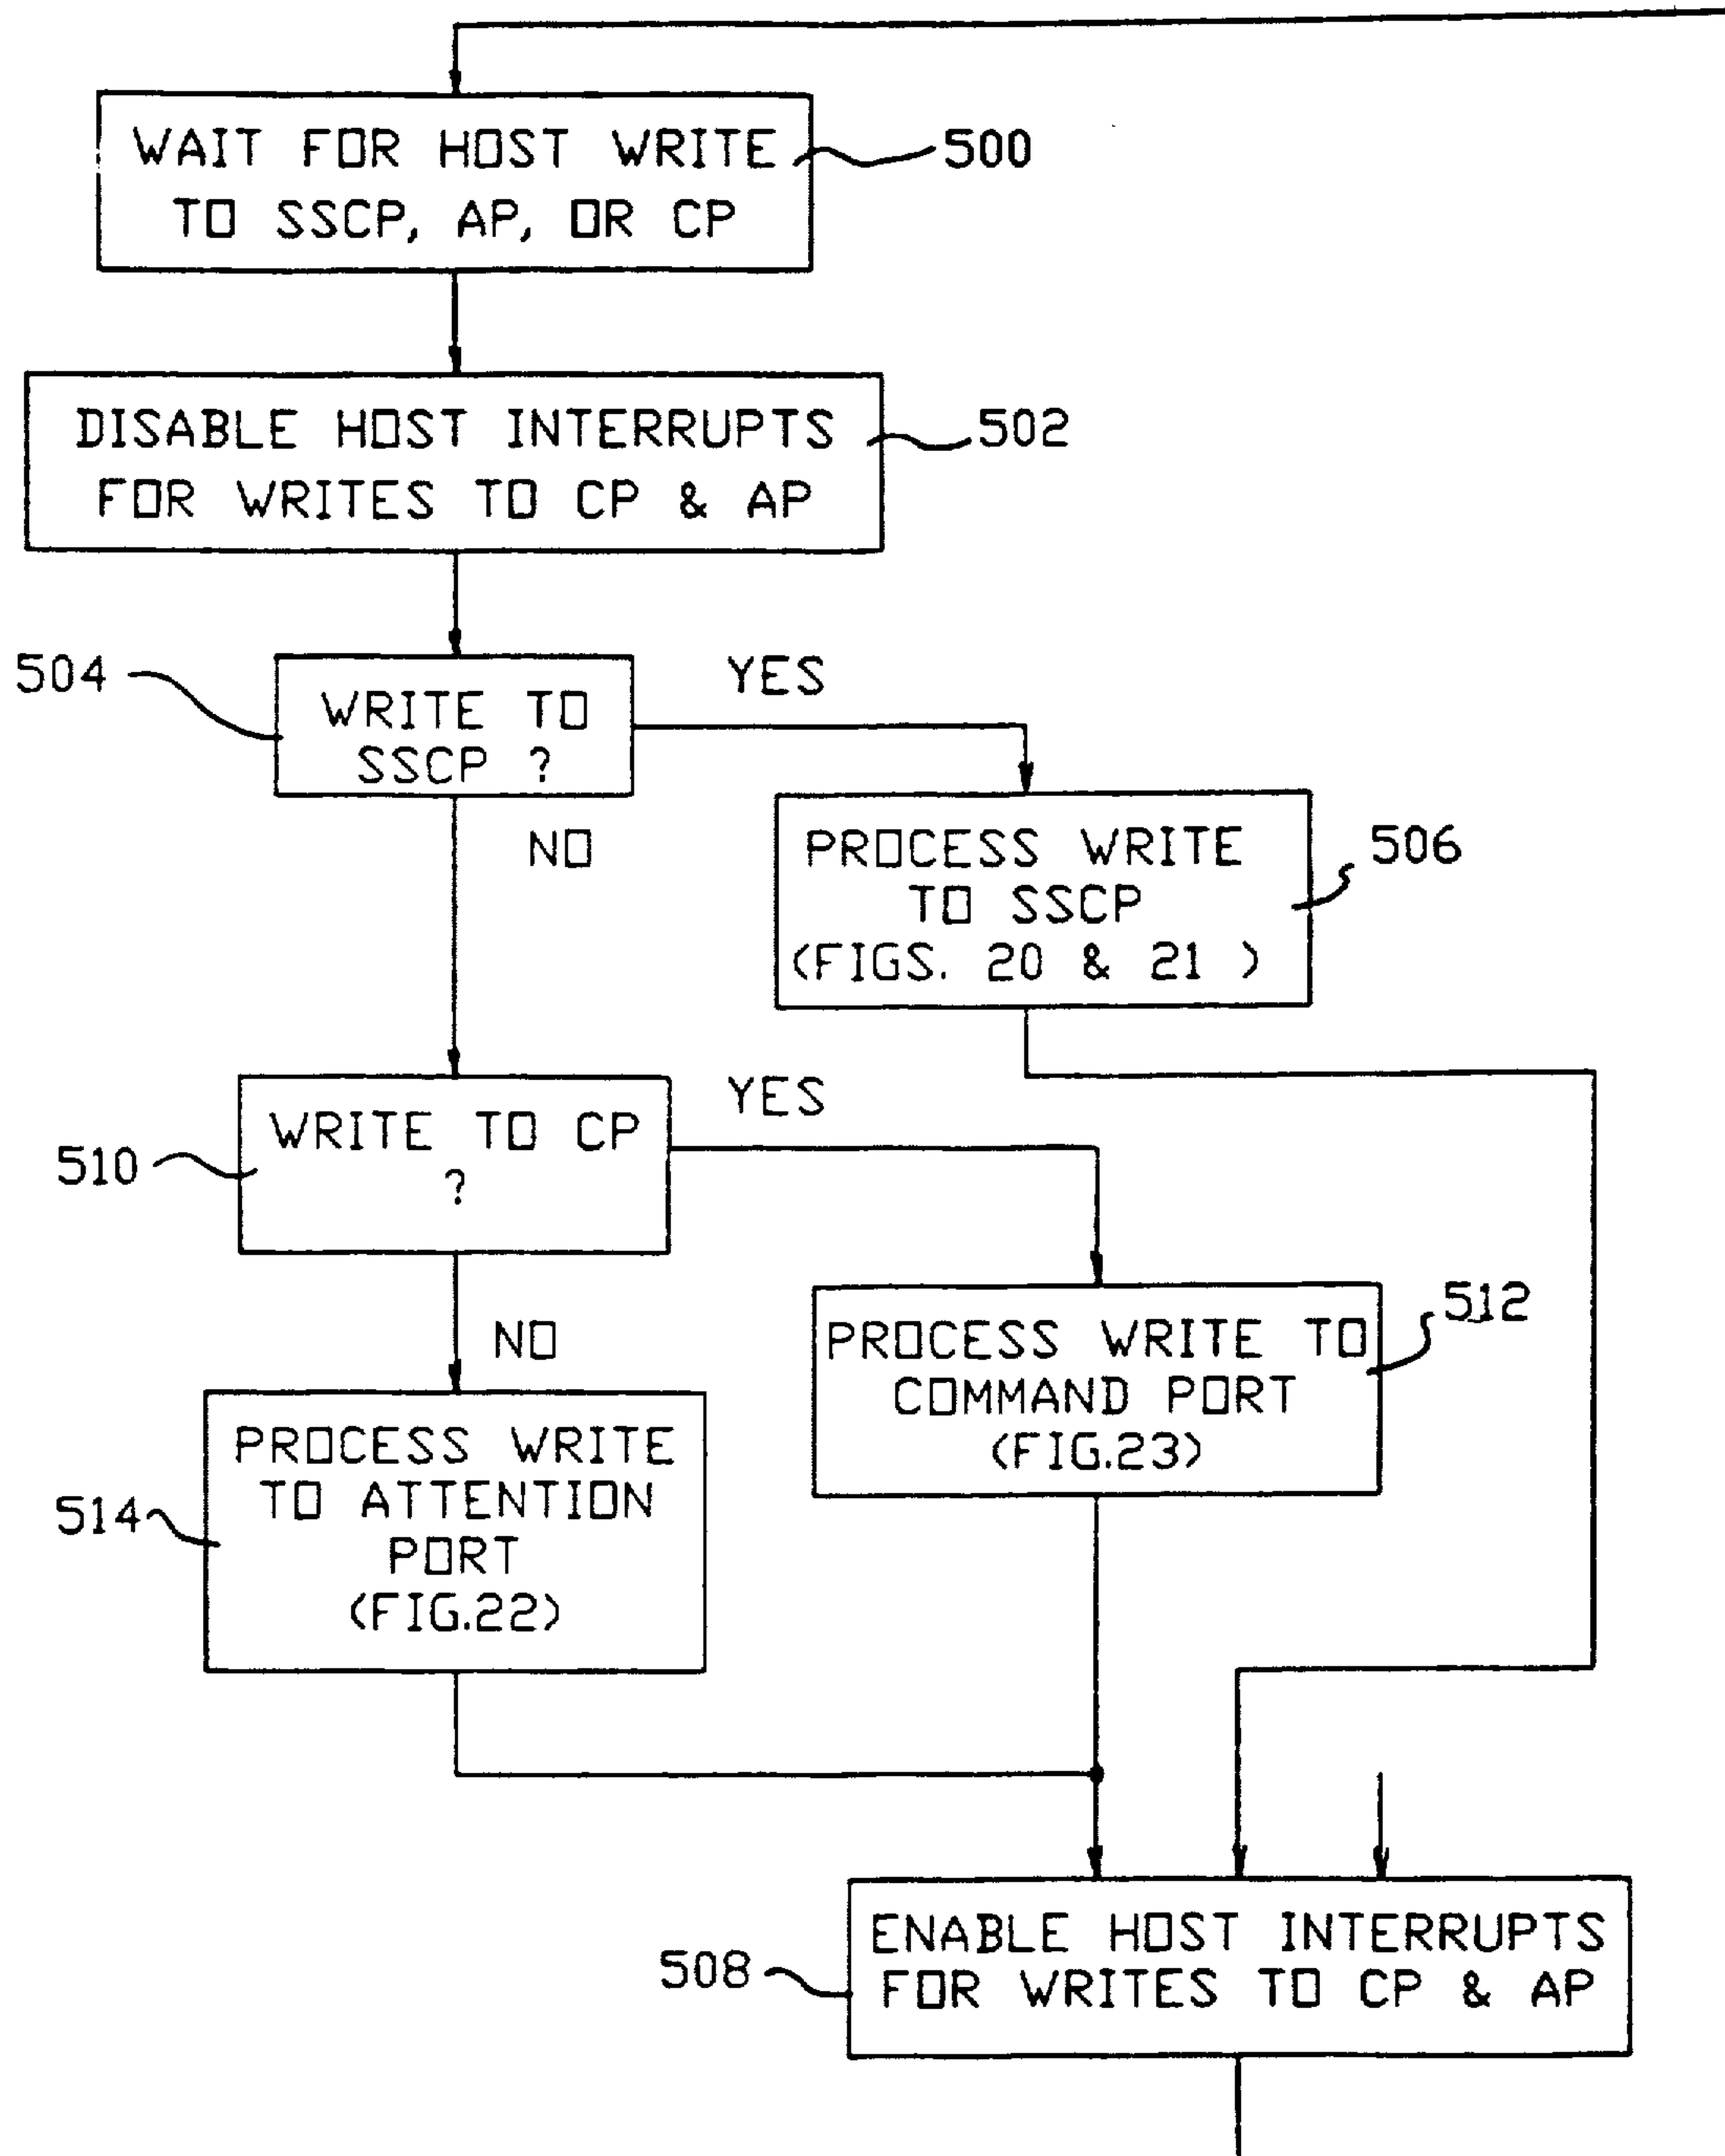 WAIT FOR HOST WRITE
TO SSCP, AP, OR CP
500
DISABLE HOST INTERRUPTS
FOR WRITES TO CP & AP
502
504
WRITE TO
SSCP ?
YES
NO
PROCESS WRITE
TO SSCP
(FIGS. 20 & 21 )
506
510
WRITE TO CP
?
YES
NO
PROCESS WRITE TO
COMMAND PORT
(FIG.23)
512
514
PROCESS WRITE
TO ATTENTION
PORT
(FIG.22)
508
ENABLE HOST INTERRUPTS
FOR WRITES TO CP & AP